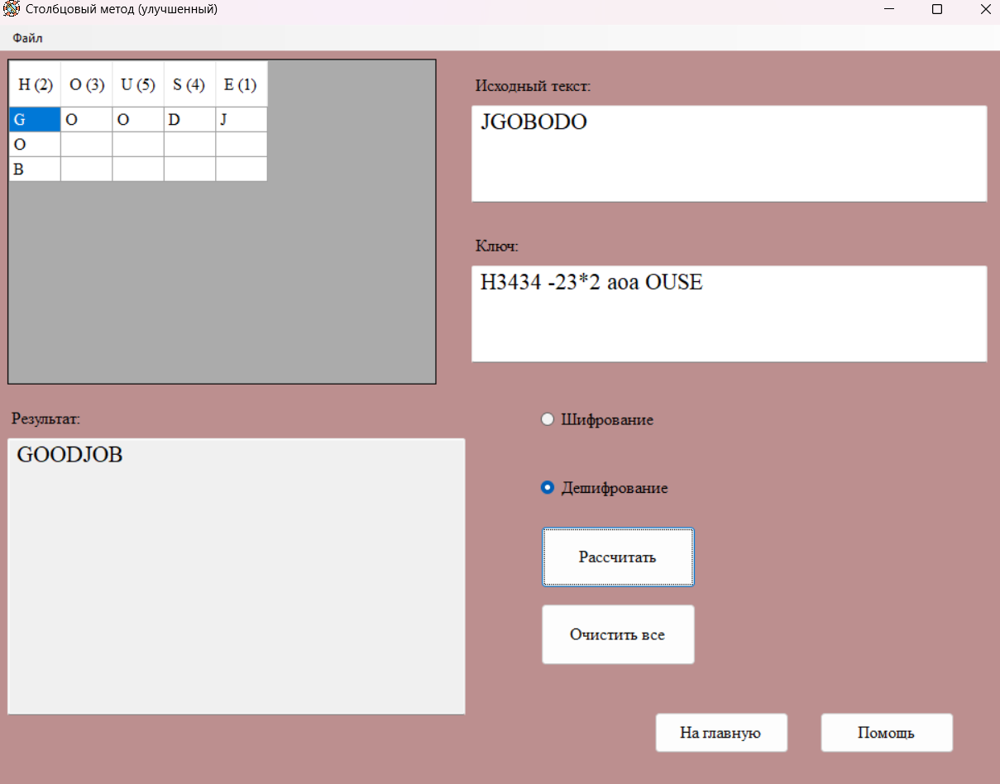 Столбцовый метод (улучшенный)
Файл
H (2) O (3) U (5) S (4) E (1)
G O O D J
O
B
Исходный текст:
JGOBODO
Ключ:
H3434 -23*2 аоа OUSE
Результат:
GOODJOB
Шифрование
Дешифрование
Рассчитать
Очистить все
На главную
Помощь